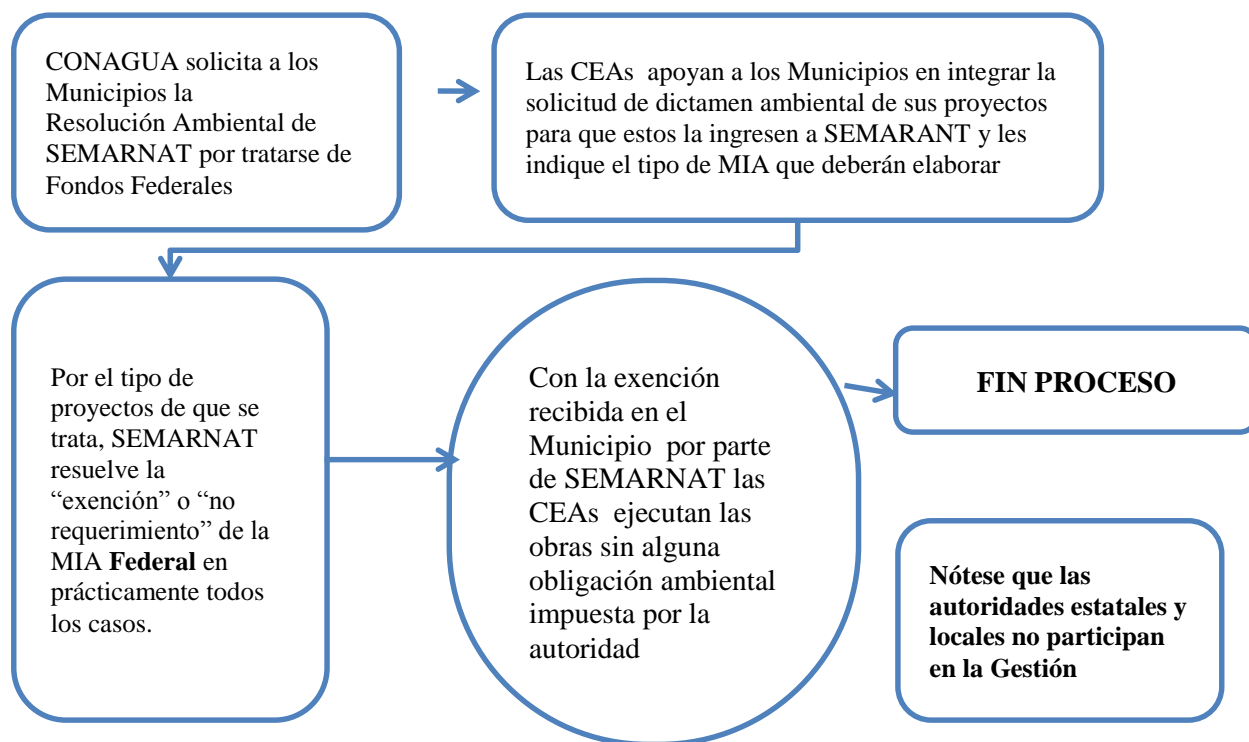 CONAGUA solicita a los
Municipios la
Resolución Ambiental de
SEMARNAT por tratarse de
Fondos Federales
Las CEAs apoyan a los Municipios en integrar la
solicitud de dictamen ambiental de sus proyectos
para que estos la ingresen a SEMARANT y les
indique el tipo de MIA que deberán elaborar
Por el tipo de
proyectos de que se
trata, SEMARNAT
resuelve la
“exención” o “no
requerimiento” de la
MIA Federal en
prácticamente todos
los casos.
Con la exención
recibida en el
Municipio por parte
de SEMARNAT las
CEAs ejecutan las
obras sin alguna
obligación ambiental
impuesta por la
autoridad
FIN PROCESO
Nótese que las
autoridades estatales y
locales no participan
en la Gestión